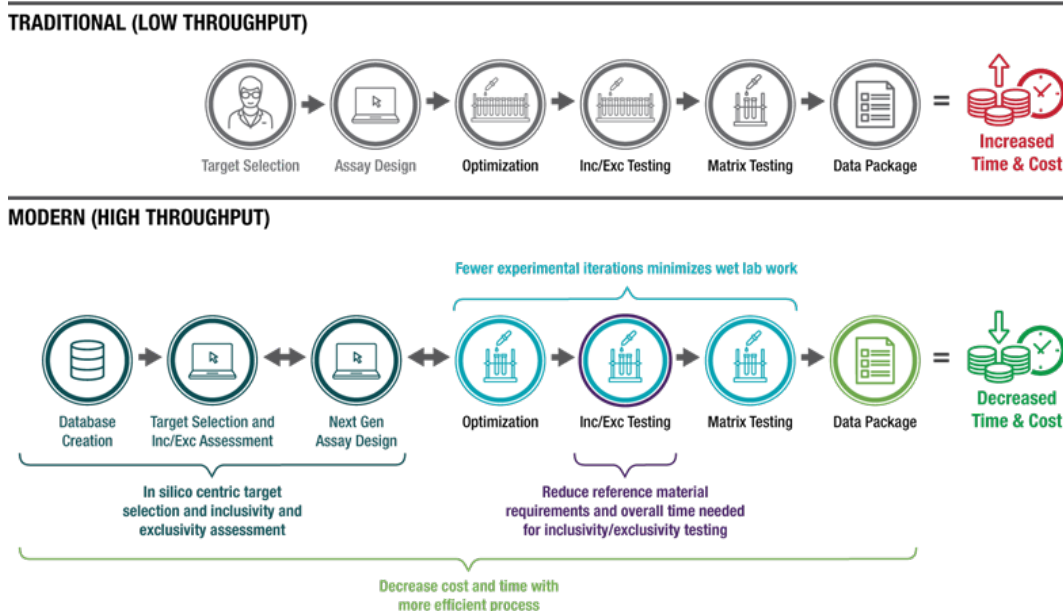 TRADITIONAL (LOW THROUGHPUT)
Target Selection
Assay Design
Optimization
Inc/Exc Testing
Matrix Testing
Data Package
=
Increased
Time & Cost
MODERN (HIGH THROUGHPUT)
Fewer experimental iterations minimizes wet lab work
Database
Creation
Target Selection and
Inc/Exc Assessment
Next Gen
Assay Design
Optimization
Inc/Exc Testing
Matrix Testing
Data Package
=
Decreased
Time & Cost
In silico centric target
selection and inclusivity and
exclusivity assessment
Reduce reference material
requirements and overall time needed
for inclusivity/exclusivity testing
Decrease cost and time with
more efficient process